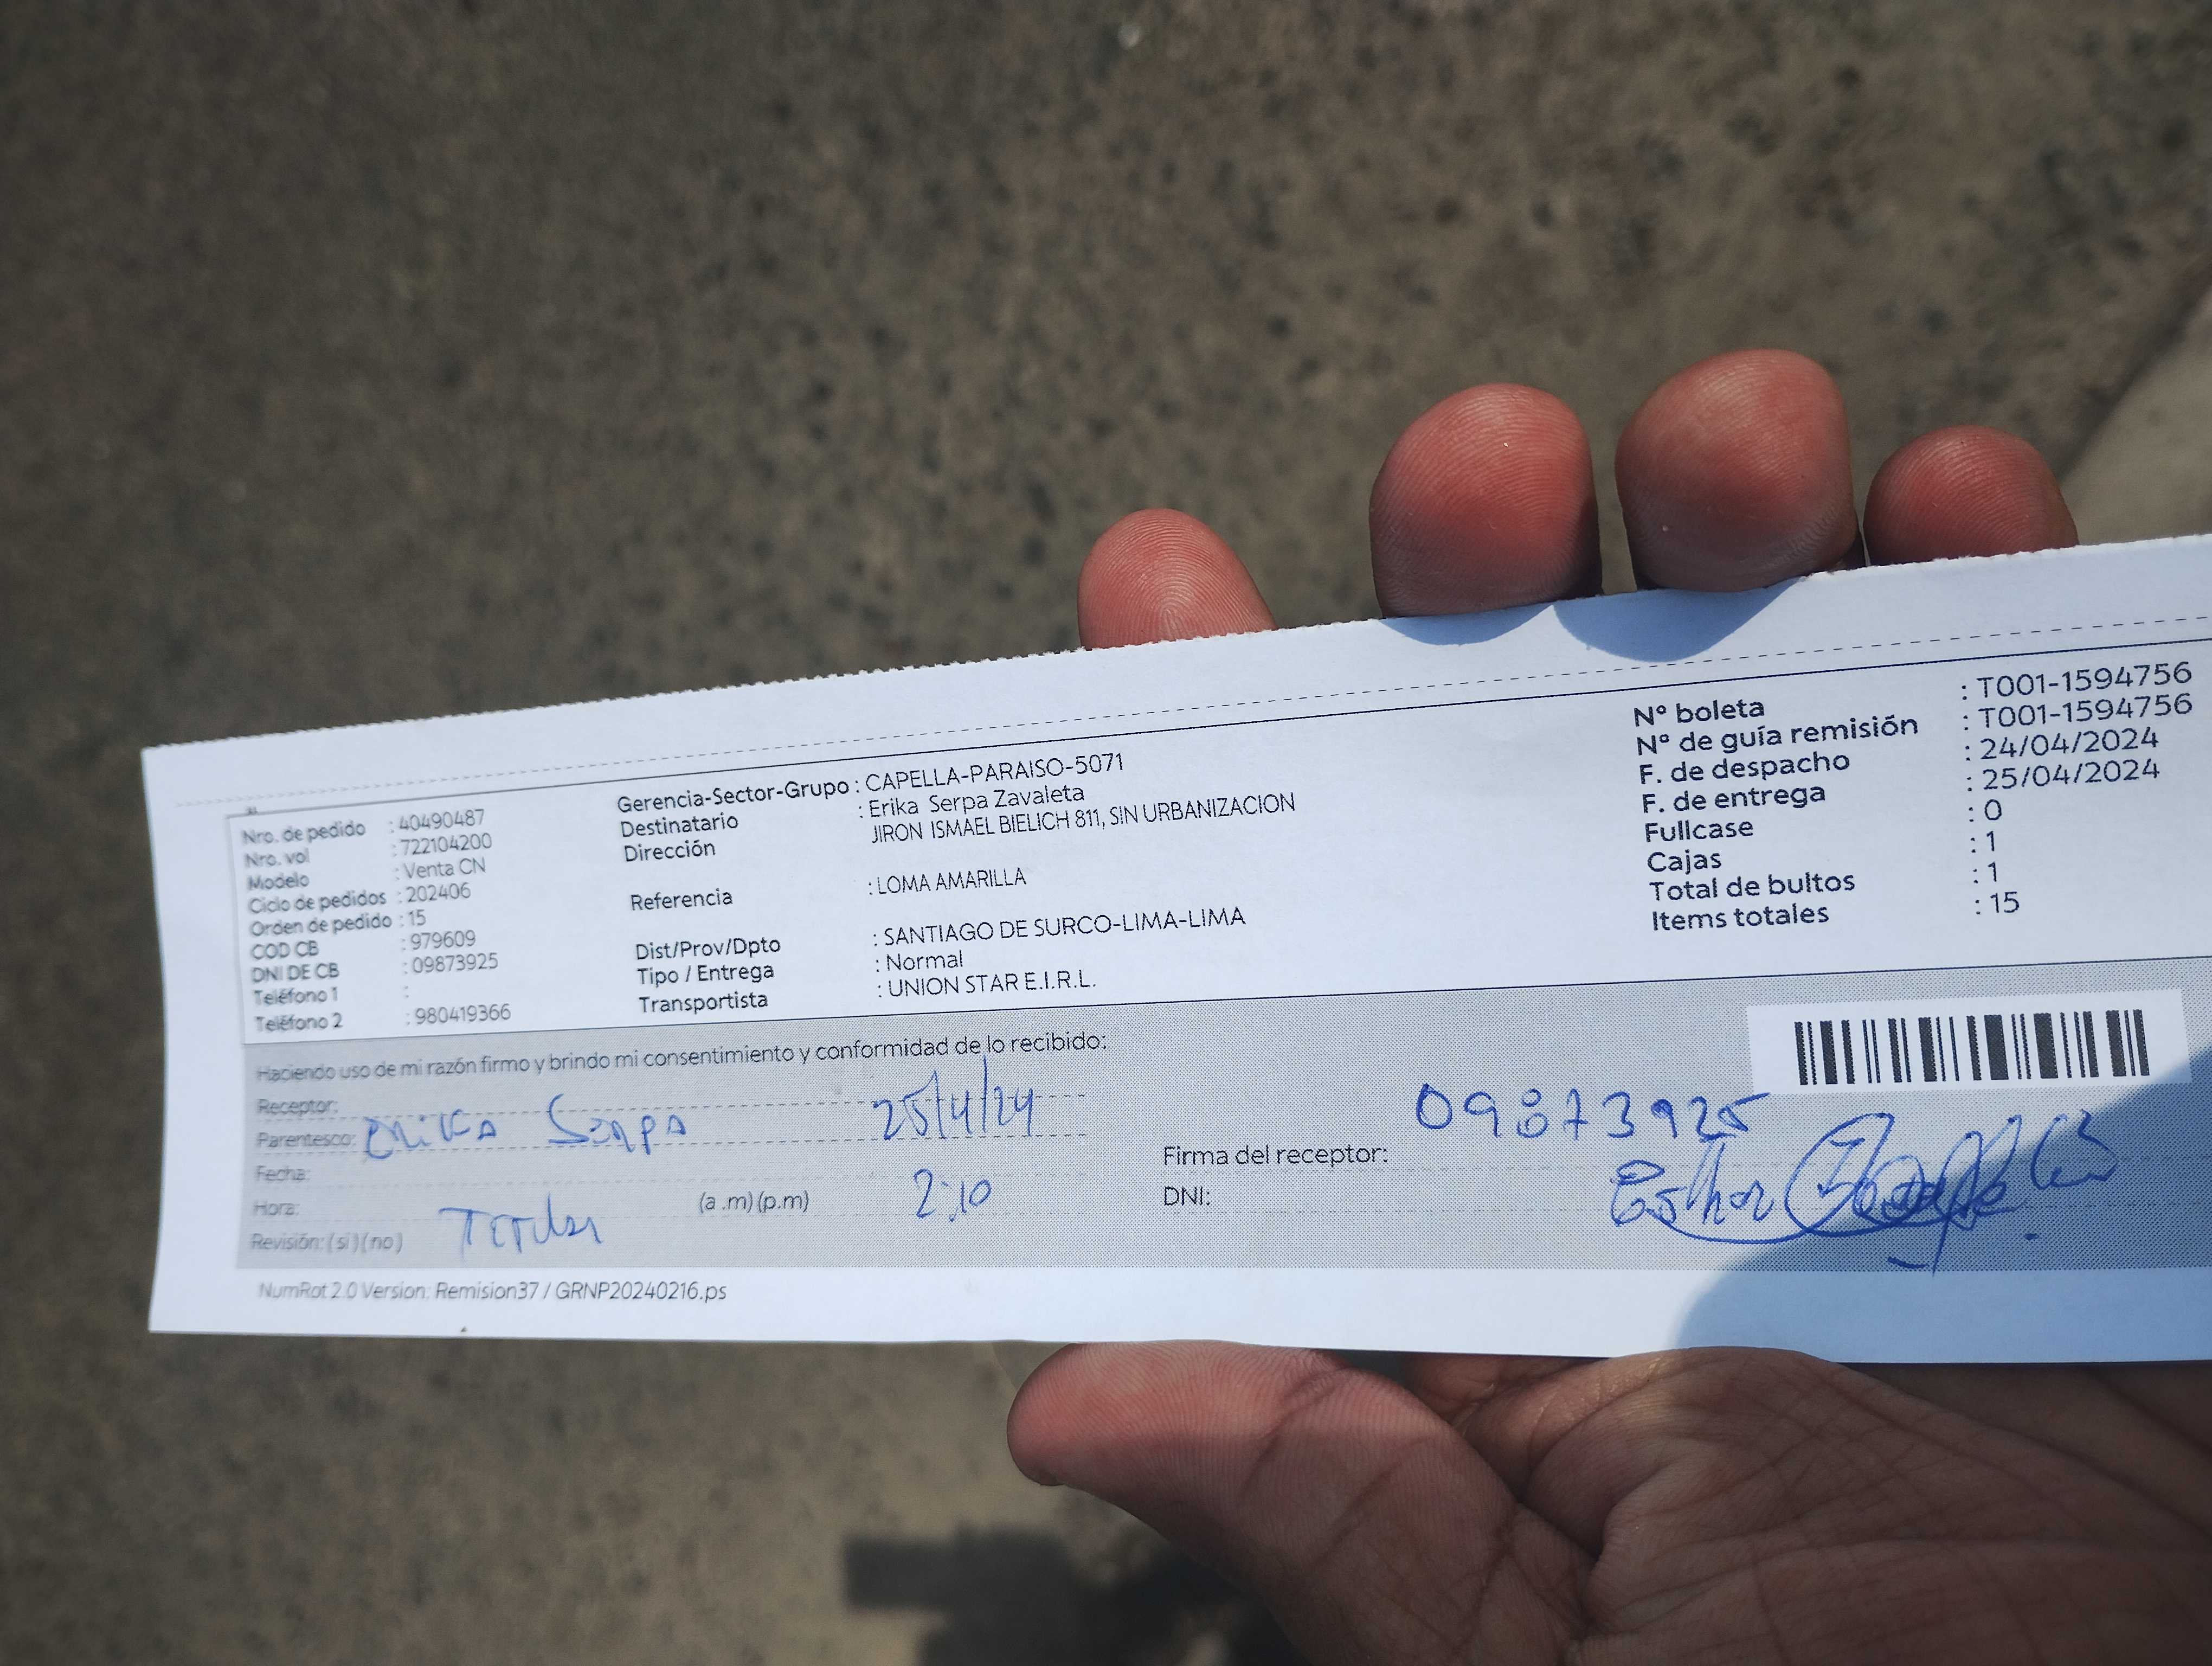 Nro. de pedido : 40490487
Nro. vol : 722104200
Modelo : Venta CN
Ciclo de pedidos : 202406
Orden de pedido : 15
COD CB : 979609
DNI DE CB : 09873925
Teléfono 1 :
Teléfono 2 : 980419366
Gerencia-Sector-Grupo : CAPELLA-PARAISO-5071
Destinatario : Erika Serpa Zavaleta
Dirección JIRON ISMAEL BIELICH 811, SIN URBANIZACION
Referencia : LOMA AMARILLA
Dist/Prov/Dpto : SANTIAGO DE SURCO-LIMA-LIMA
Tipo / Entrega : Normal
Transportista : UNION STAR E.I.R.L.
Nº boleta : T001-1594756
Nº de guía remisión : T001-1594756
F. de despacho : 24/04/2024
F. de entrega : 25/04/2024
Fullcase : 0
Cajas : 1
Total de bultos : 1
Items totales : 15
Haciendo uso de mi razón firmo y brindo mi consentimiento y conformidad de lo recibido:
Receptor:
Parentesco: Erika Serpa 25/4/24
Fecha:
Hora: (a .m) (p.m) 2:10
Revisión: (si) (no)
09873925
Firma del receptor:
DNI: Esther
NumRot 2.0 Version: Remision37 / GRNP20240216.ps